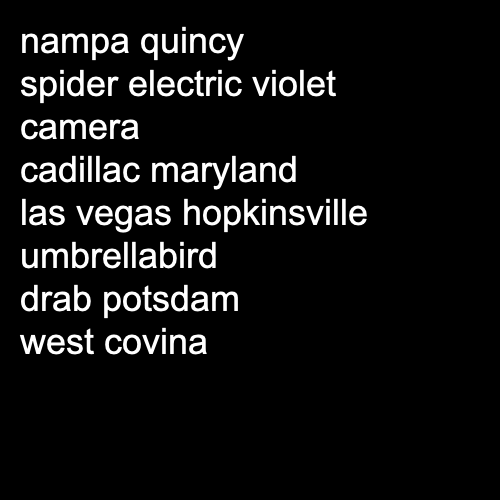 nampa quincy
spider electric violet
camera
cadillac maryland
las vegas hopkinsville
umbrellabird
drab potsdam
west covina